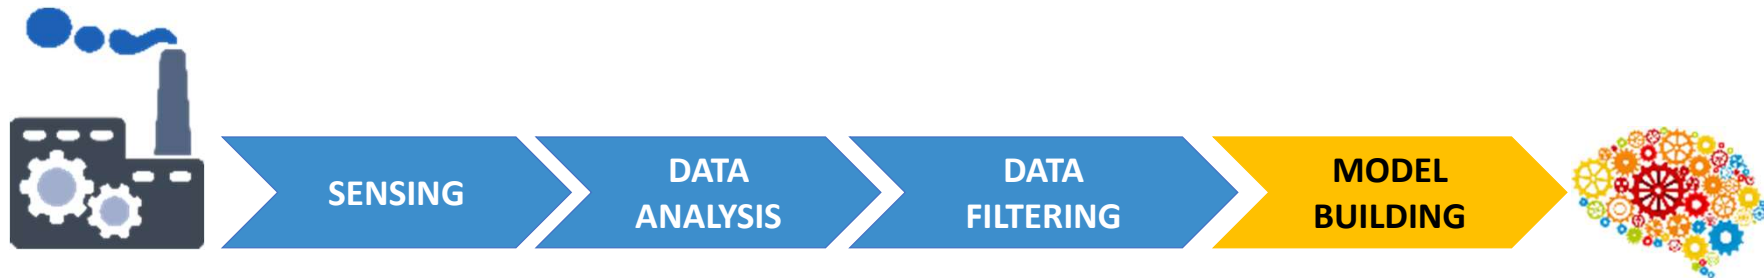 SENSING
DATA
ANALYSIS
DATA
FILTERING
MODEL
BUILDING